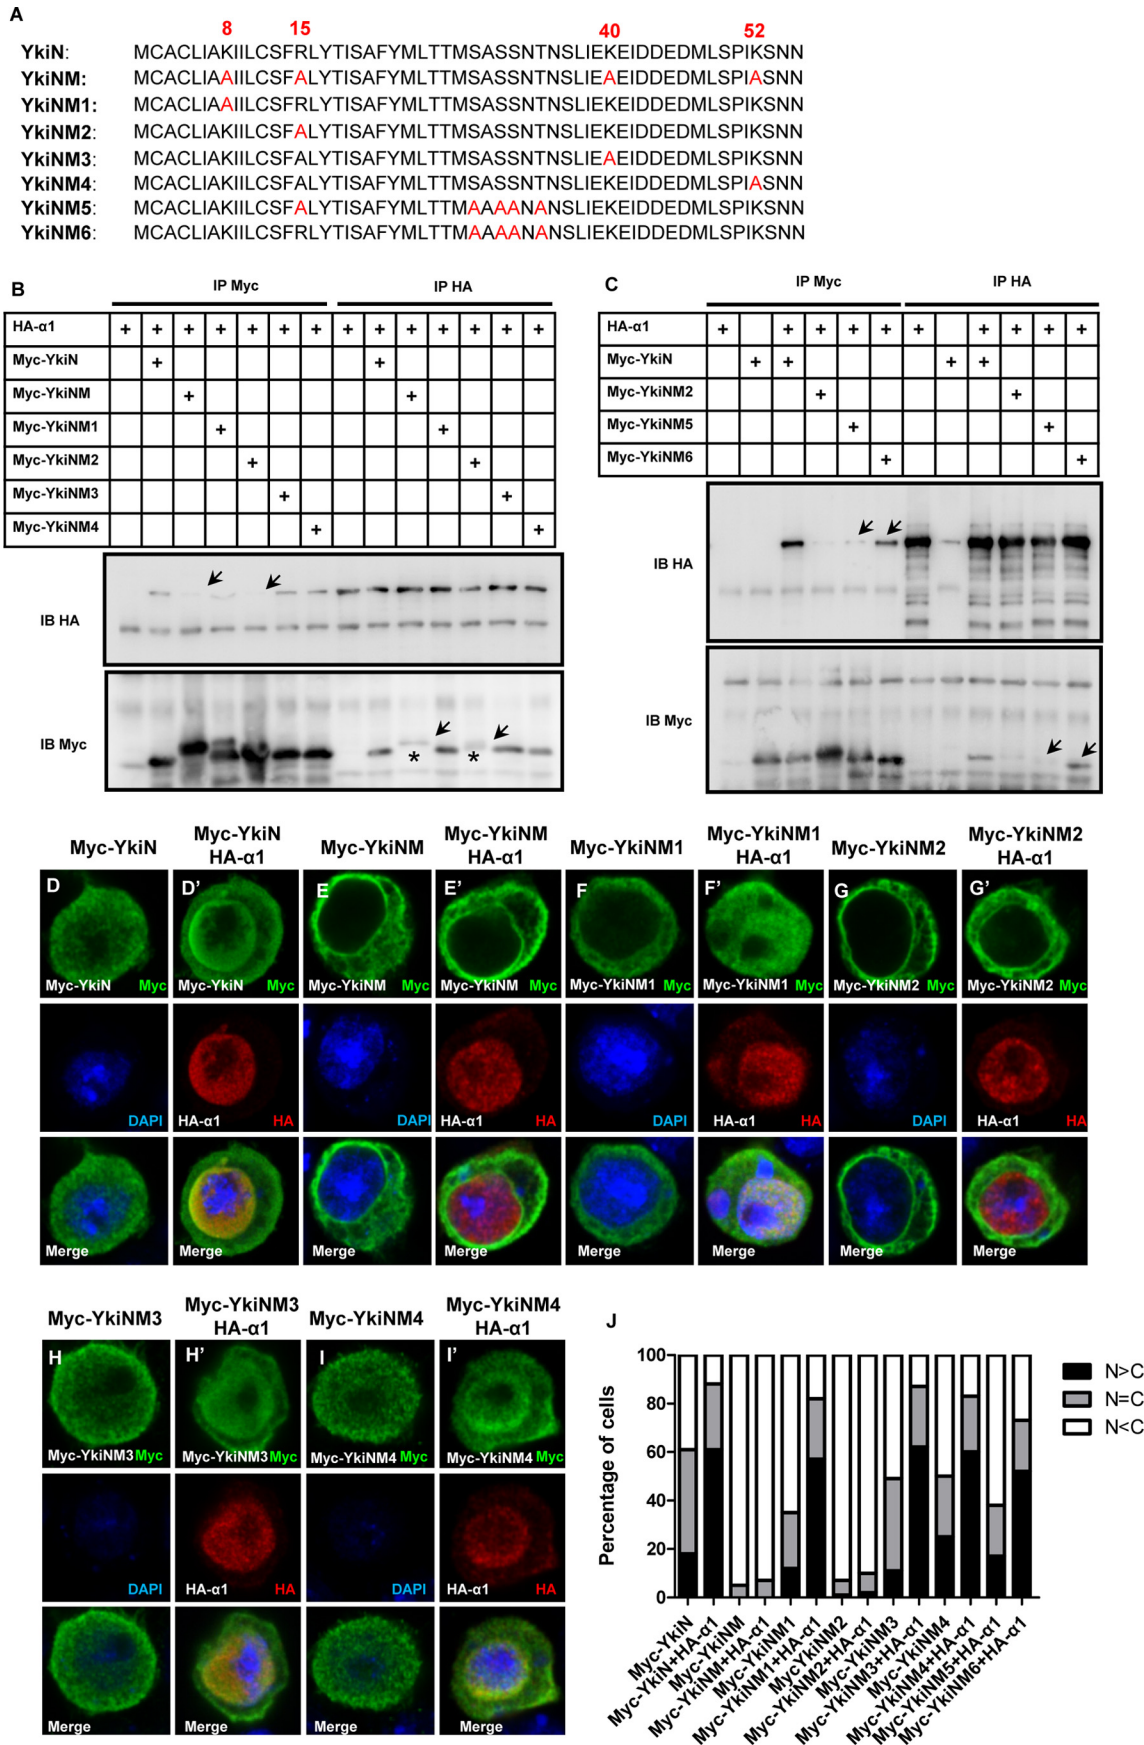 A
8 15 40 52
YkiN: MCACLIAKIILCSFRLYTISAFYMLTTMSASSNTNSLIEKEIDDEDMLSPIKSNN
YkiNM: MCACLIAAIILCSFALYTISAFYMLTTMSASSNTNSLIEAEIDDEDMLSPIASNN
YkiNM1: MCACLIAAIILCSFRLYTISAFYMLTTMSASSNTNSLIEKEIDDEDMLSPIKSNN
YkiNM2: MCACLIAKIILCSFALYTISAFYMLTTMSASSNTNSLIEKEIDDEDMLSPIKSNN
YkiNM3: MCACLIAKIILCSFALYTISAFYMLTTMSASSNTNSLIEAEIDDEDMLSPIKSNN
YkiNM4: MCACLIAKIILCSFALYTISAFYMLTTMSASSNTNSLIEKEIDDEDMLSPIASNN
YkiNM5: MCACLIAKIILCSFALYTISAFYMLTTMAAAANANSLIEKEIDDEDMLSPIKSNN
YkiNM6: MCACLIAKIILCSFRLYTISAFYMLTTMAAAANANSLIEKEIDDEDMLSPIKSNN
B
IP Myc IP HA
HA-α1 + + + + + + + + + + + + + +
Myc-YkiN + +
Myc-YkiNM + +
Myc-YkiNM1 + +
Myc-YkiNM2 + +
Myc-YkiNM3 + +
Myc-YkiNM4 + +
IB HA
IB Myc
* *
C
IP Myc IP HA
HA-α1 + + + + + + + + + +
Myc-YkiN + + + +
Myc-YkiNM2 + +
Myc-YkiNM5 + +
Myc-YkiNM6 + +
IB HA
IB Myc
Myc-YkiN
Myc-YkiN HA-α1
Myc-YkiNM
Myc-YkiNM HA-α1
Myc-YkiNM1
Myc-YkiNM1 HA-α1
Myc-YkiNM2
Myc-YkiNM2 HA-α1
D D' E E' F F' G G'
Myc-YkiN Myc Myc-YkiN Myc Myc-YkiNM Myc Myc-YkiNM Myc Myc-YkiNM1 Myc Myc-YkiNM1 Myc Myc-YkiNM2 Myc Myc-YkiNM2 Myc
DAPI HA-α1 HA DAPI HA-α1 HA DAPI HA-α1 HA DAPI HA-α1 HA
Merge Merge Merge Merge Merge Merge Merge Merge
Myc-YkiNM3
Myc-YkiNM3 HA-α1
Myc-YkiNM4
Myc-YkiNM4 HA-α1
H H' I I'
Myc-YkiNM3 Myc Myc-YkiNM3 Myc Myc-YkiNM4 Myc Myc-YkiNM4 Myc
DAPI HA-α1 HA DAPI HA-α1 HA
Merge Merge Merge Merge
J
Percentage of cells
100
80
60
40
20
0
N>C
N=C
N<C
Myc-YkiN
Myc-YkiN+HA-α1
Myc-YkiNM
Myc-YkiNM+HA-α1
Myc-YkiNM1
Myc-YkiNM1+HA-α1
MycYkiNM2
Myc-YkiNM2+HA-α1
Myc-YkiNM3
Myc-YkiNM3+HA-α1
Myc-YkiNM4
Myc-YkiNM4+HA-α1
Myc-YkiNM5+HA-α1
Myc-YkiNM6+HA-α1